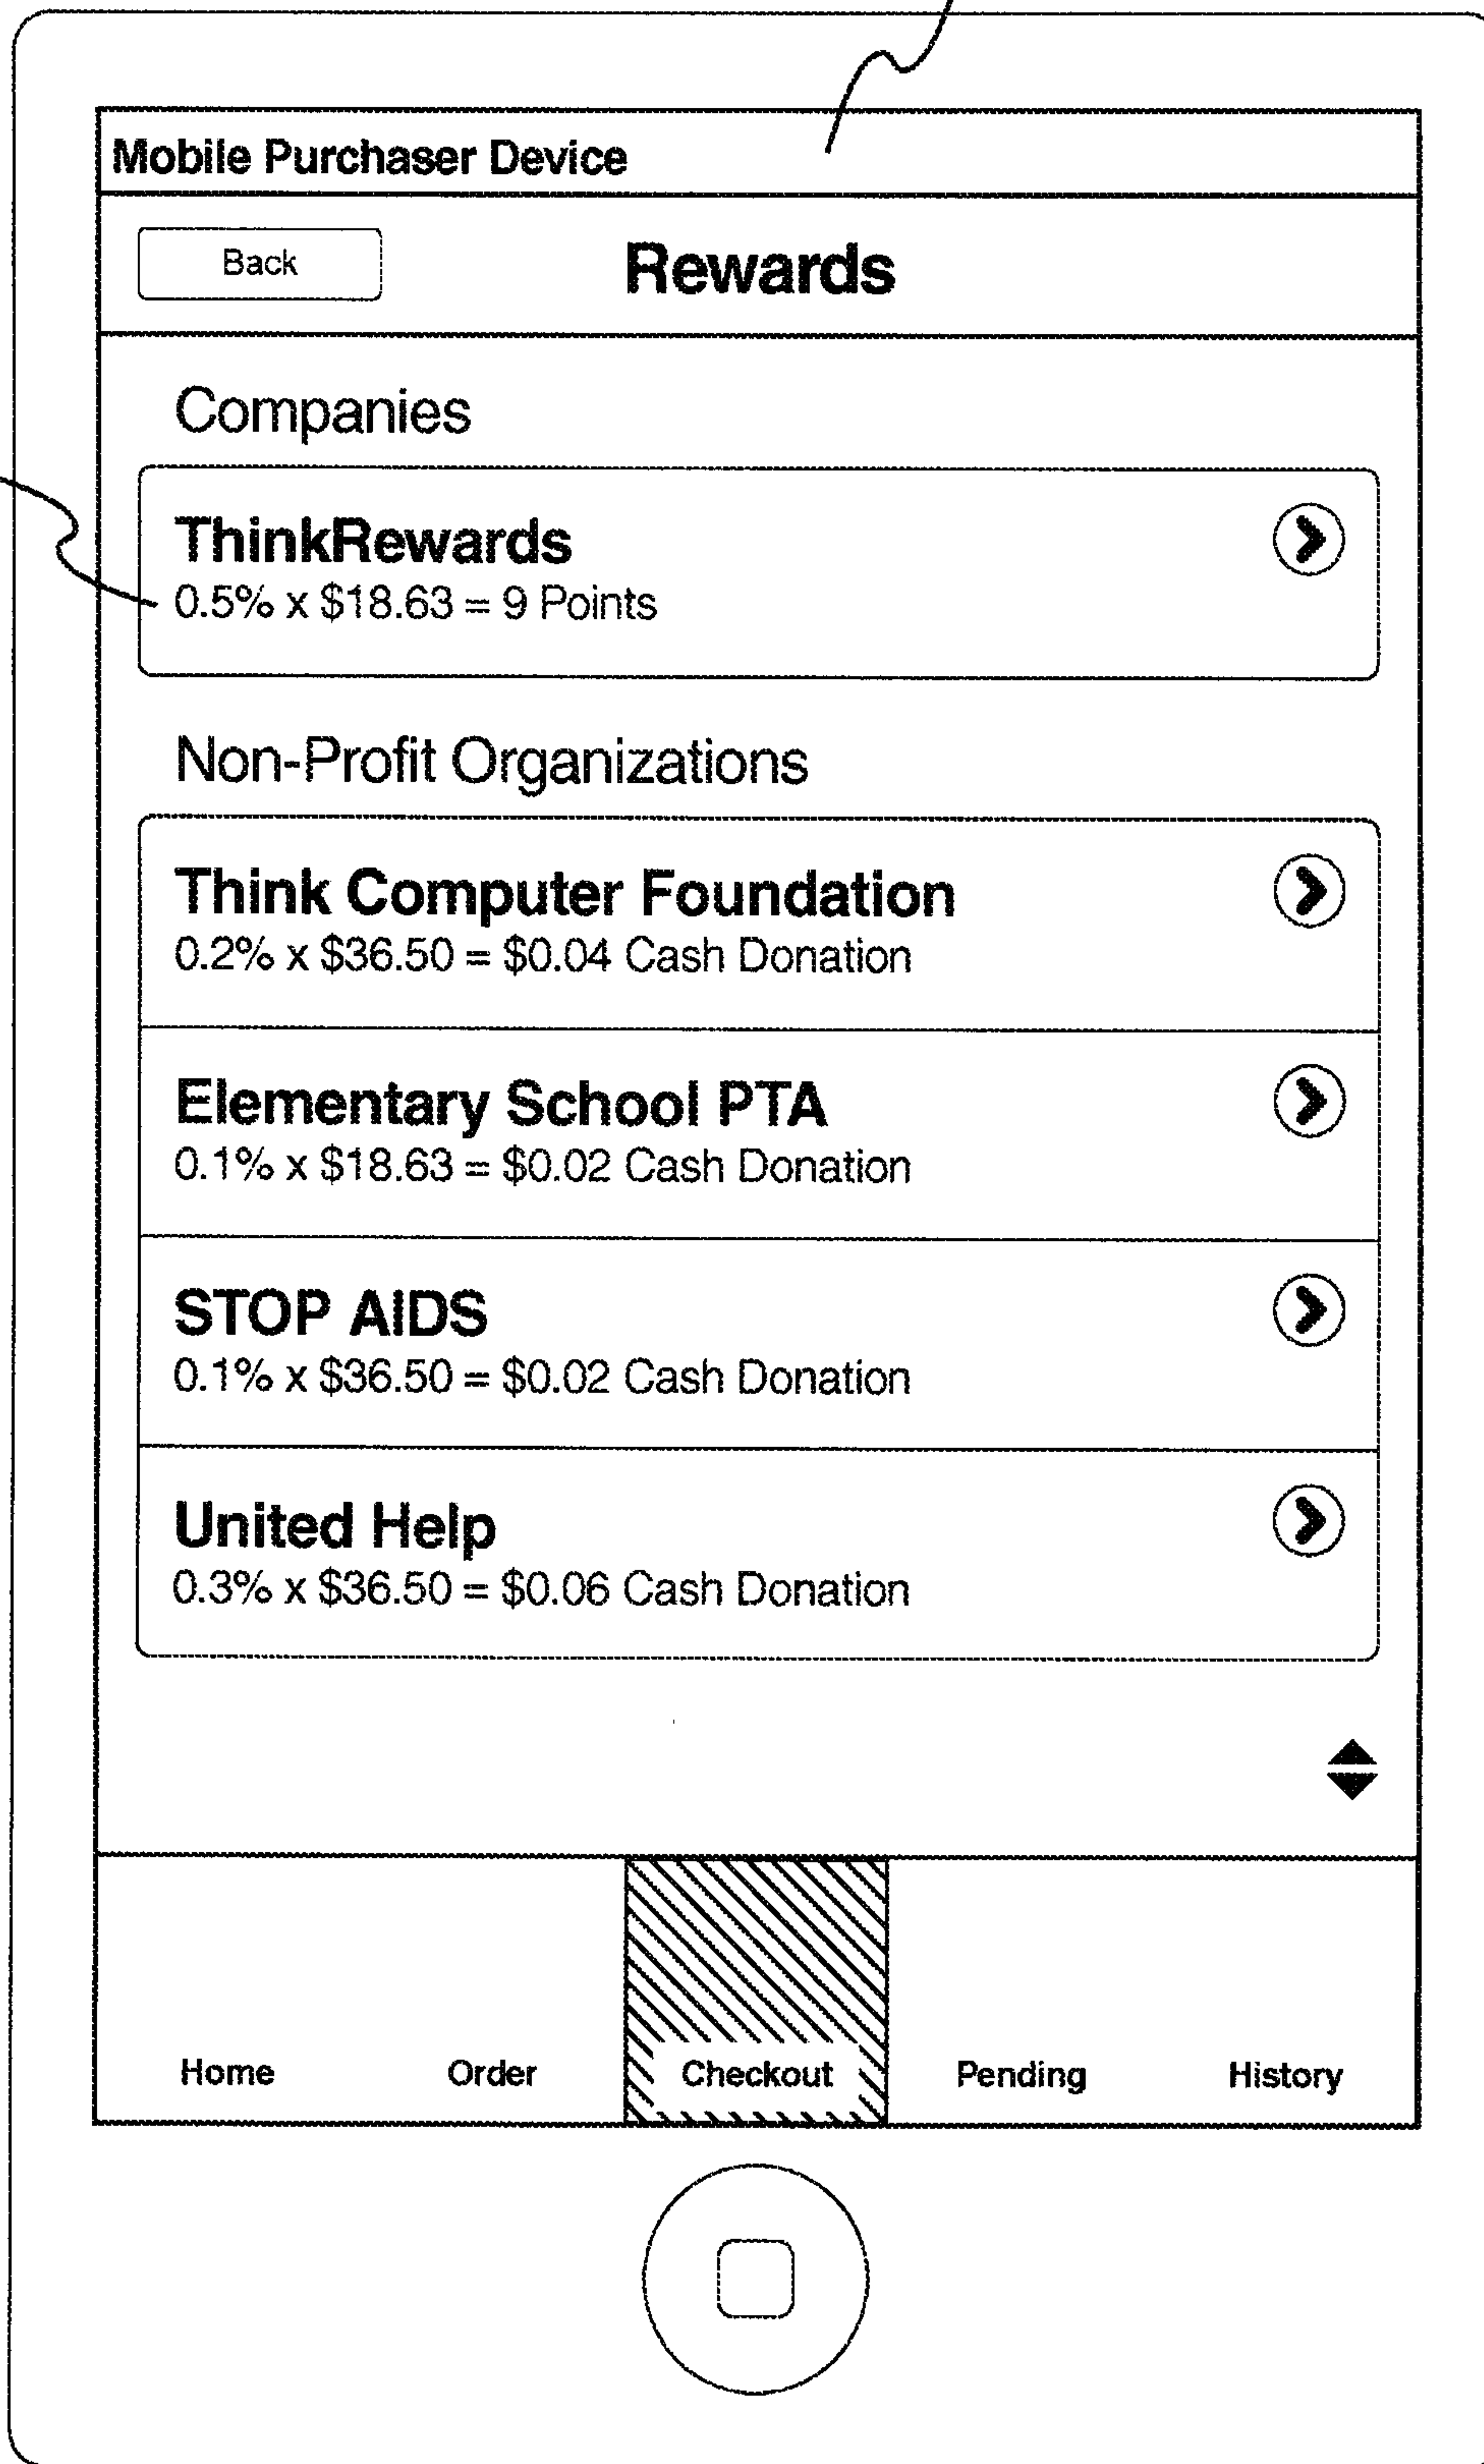 Mobile Purchaser Device
Back
Rewards
Companies
ThinkRewards
0.5% x $18.63 = 9 Points
Non-Profit Organizations
Think Computer Foundation
0.2% x $36.50 = $0.04 Cash Donation
Elementary School PTA
0.1% x $18.63 = $0.02 Cash Donation
STOP AIDS
0.1% x $36.50 = $0.02 Cash Donation
United Help
0.3% x $36.50 = $0.06 Cash Donation
Home Order Checkout Pending History